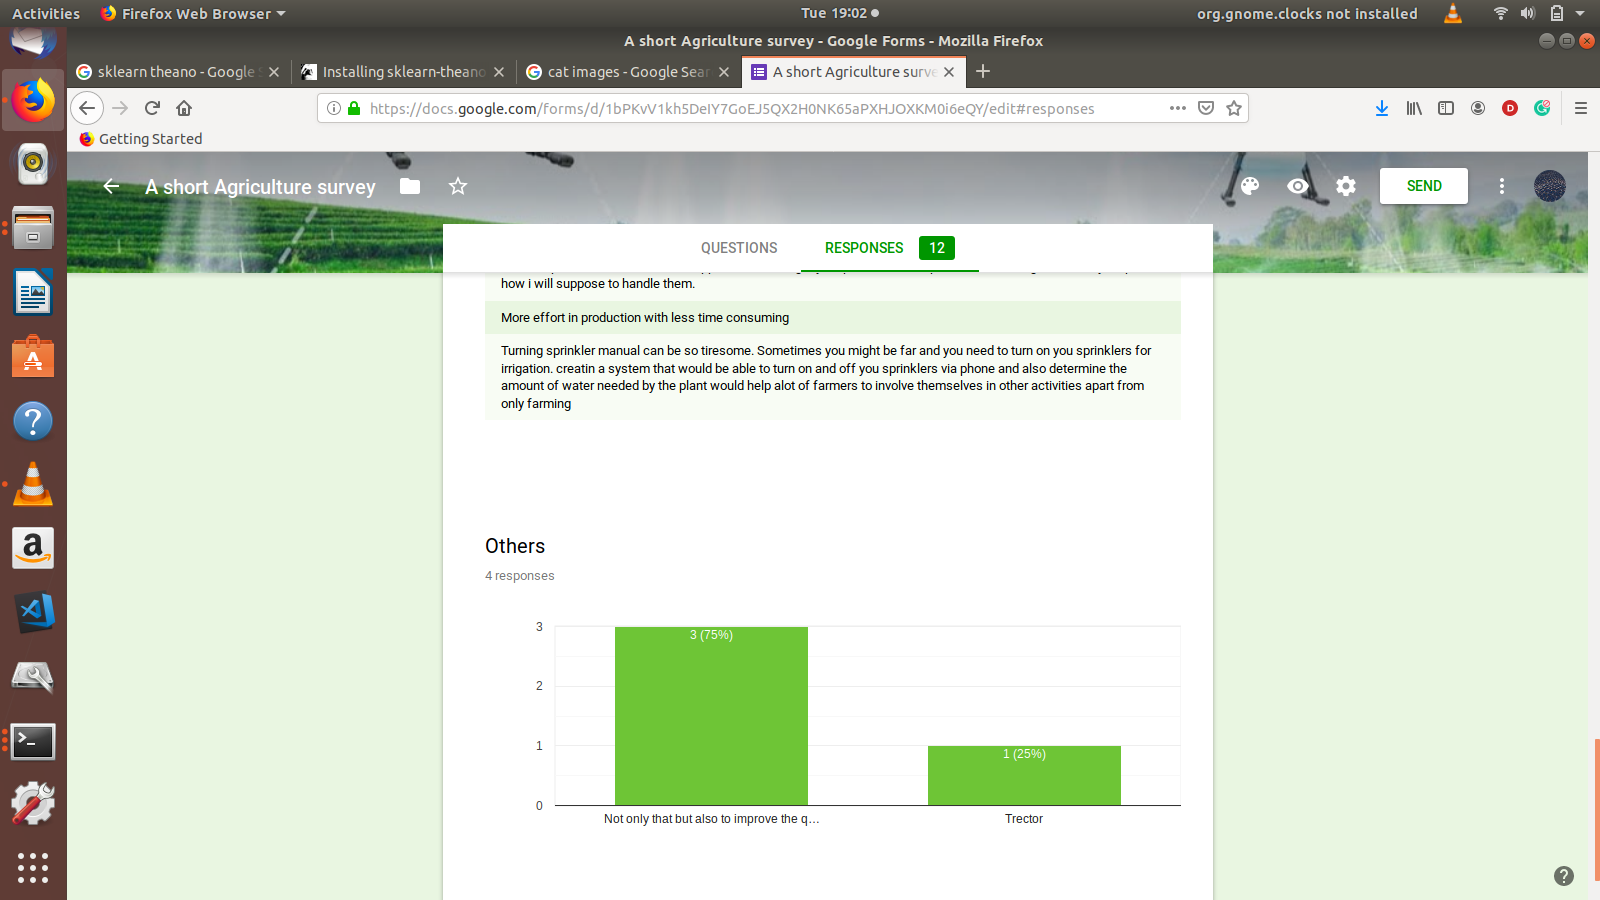 Activities
Firefox Web Browser
Tue 19:02
org.gnome.clocks not installed
A short Agriculture survey - Google Forms - Mozilla Firefox
sklearn theano - Google S
Installing sklearn-theano
cat images - Google Sear
A short Agriculture surve
https://docs.google.com/forms/d/1bPKvV1kh5DeIY7GoEJ5QX2H0NK65aPXHJOXKM0i6eQY/edit#responses
Getting Started
A short Agriculture survey
SEND
QUESTIONS
RESPONSES 12
how i will suppose to handle them.
More effort in production with less time consuming
Turning sprinkler manual can be so tiresome. Sometimes you might be far and you need to turn on you sprinklers for
irrigation. creatin a system that would be able to turn on and off you sprinklers via phone and also determine the
amount of water needed by the plant would help alot of farmers to involve themselves in other activities apart from
only farming
Others
4 responses
3
2
1
0
3 (75%)
1 (25%)
Not only that but also to improve the q...
Trector